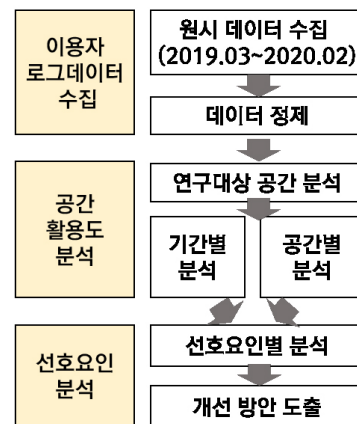 이용자
로그데이터
수집
원시 데이터 수집
(2019.03~2020.02)
데이터 정제
공간
활용도
분석
연구대상 공간 분석
기간별
분석
공간별
분석
선호요인
분석
선호요인별 분석
개선 방안 도출